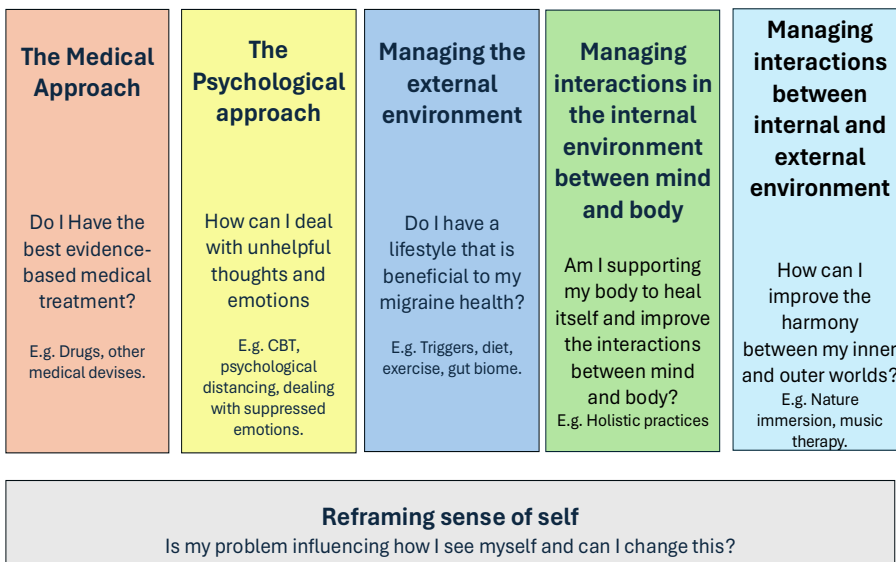 The Medical
Approach
Do I Have the
best evidence-
based medical
treatment?
E.g. Drugs, other
medical devises.
The
Psychological
approach
How can I deal
with unhelpful
thoughts and
emotions
E.g. CBT,
psychological
distancing, dealing
with suppressed
emotions.
Managing the
external
environment
Do I have a
lifestyle that is
beneficial to my
migraine health?
E.g. Triggers, diet,
exercise, gut biome.
Managing
interactions in
the internal
environment
between mind
and body
Am I supporting
my body to heal
itself and improve
the interactions
between mind
and body?
E.g. Holistic practices
Managing
interactions
between
internal and
external
environment
How can I
improve the
harmony
between my inner
and outer worlds?
E.g. Nature
immersion, music
therapy.
Reframing sense of self
Is my problem influencing how I see myself and can I change this?